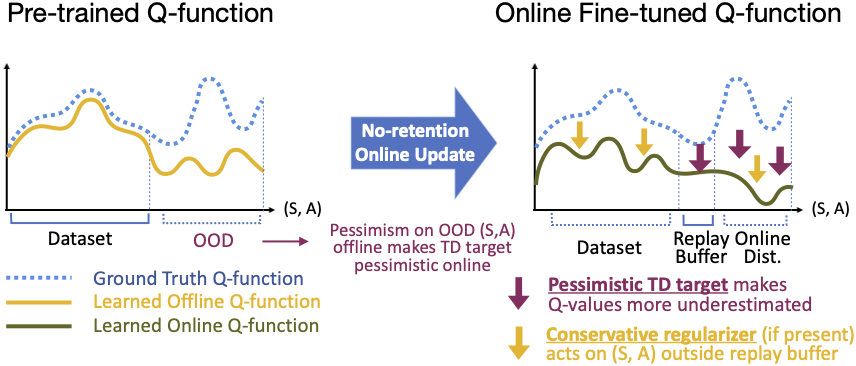 Pre-trained Q-function
Online Fine-tuned Q-function
No-retention
Online Update
(S, A)
(S, A)
Dataset
OOD
Pessimism on OOD (S,A)
offline makes TD target
pessimistic online
Dataset
Replay
Buffer
Online
Dist.
Ground Truth Q-function
Learned Offline Q-function
Learned Online Q-function
Pessimistic TD target makes
Q-values more underestimated
Conservative regularizer (if present)
acts on (S, A) outside replay buffer